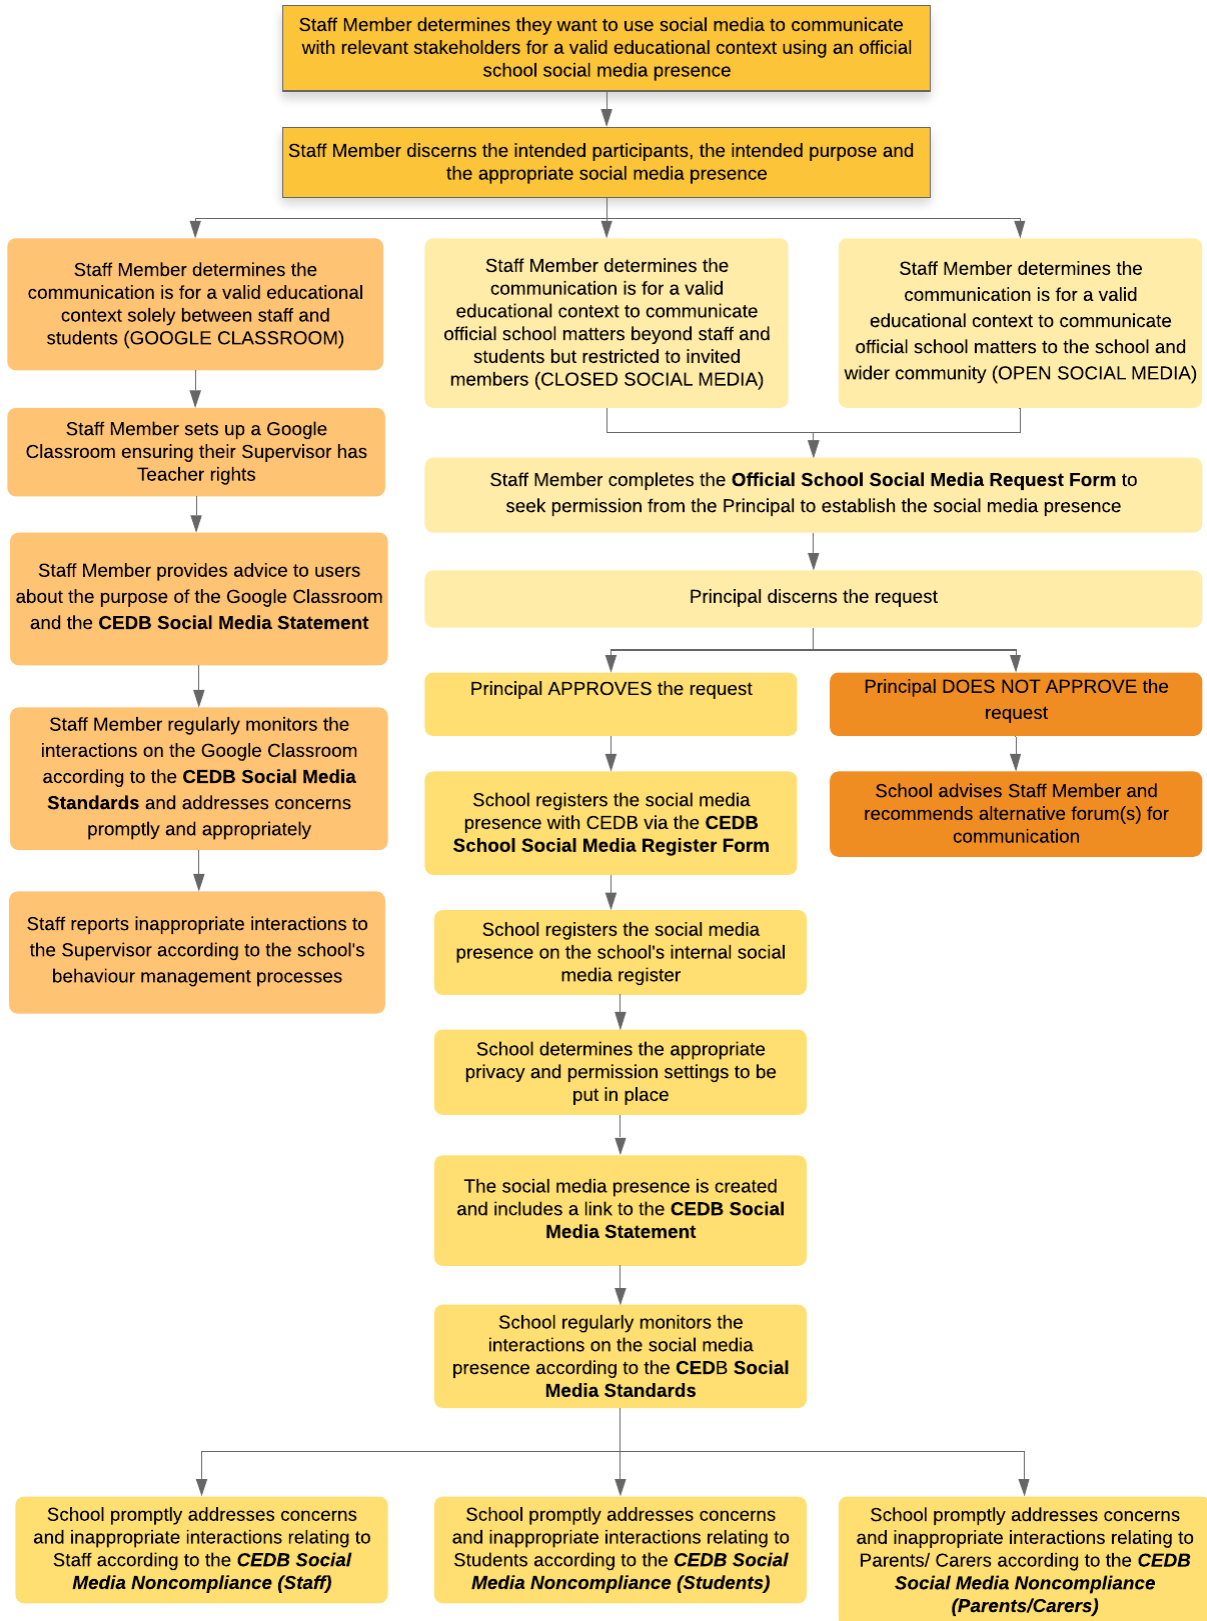 Staff Member determines they want to use social media to communicate
with relevant stakeholders for a valid educational context using an official
school social media presence
Staff Member discerns the intended participants, the intended purpose and
the appropriate social media presence
Staff Member determines the
communication is for a valid educational
context solely between staff and
students (GOOGLE CLASSROOM)
Staff Member sets up a Google
Classroom ensuring their Supervisor has
Teacher rights
Staff Member provides advice to users
about the purpose of the Google Classroom
and the CEDB Social Media Statement
Staff Member regularly monitors the
interactions on the Google Classroom
according to the CEDB Social Media
Standards and addresses concerns
promptly and appropriately
Staff reports inappropriate interactions to
the Supervisor according to the school's
behaviour management processes
Staff Member determines the
communication is for a valid
educational context to communicate
official school matters beyond staff and
students but restricted to invited
members (CLOSED SOCIAL MEDIA)
Staff Member determines the
communication is for a valid
educational context to communicate
official school matters to the school and
wider community (OPEN SOCIAL MEDIA)
Staff Member completes the Official School Social Media Request Form to
seek permission from the Principal to establish the social media presence
Principal discerns the request
Principal APPROVES the request
Principal DOES NOT APPROVE the
request
School advises Staff Member and
recommends alternative forum(s) for
communication
School registers the social media
presence with CEDB via the CEDB
School Social Media Register Form
School registers the social media
presence on the school's internal social
media register
School determines the appropriate
privacy and permission settings to be
put in place
The social media presence is created
and includes a link to the CEDB Social
Media Statement
School regularly monitors the
interactions on the social media
presence according to the CEDB Social
Media Standards
School promptly addresses concerns
and inappropriate interactions relating to
Staff according to the CEDB Social
Media Noncompliance (Staff)
School promptly addresses concerns
and inappropriate interactions relating to
Students according to the CEDB Social
Media Noncompliance (Students)
School promptly addresses concerns
and inappropriate interactions relating to
Parents/ Carers according to the CEDB
Social Media Noncompliance
(Parents/Carers)